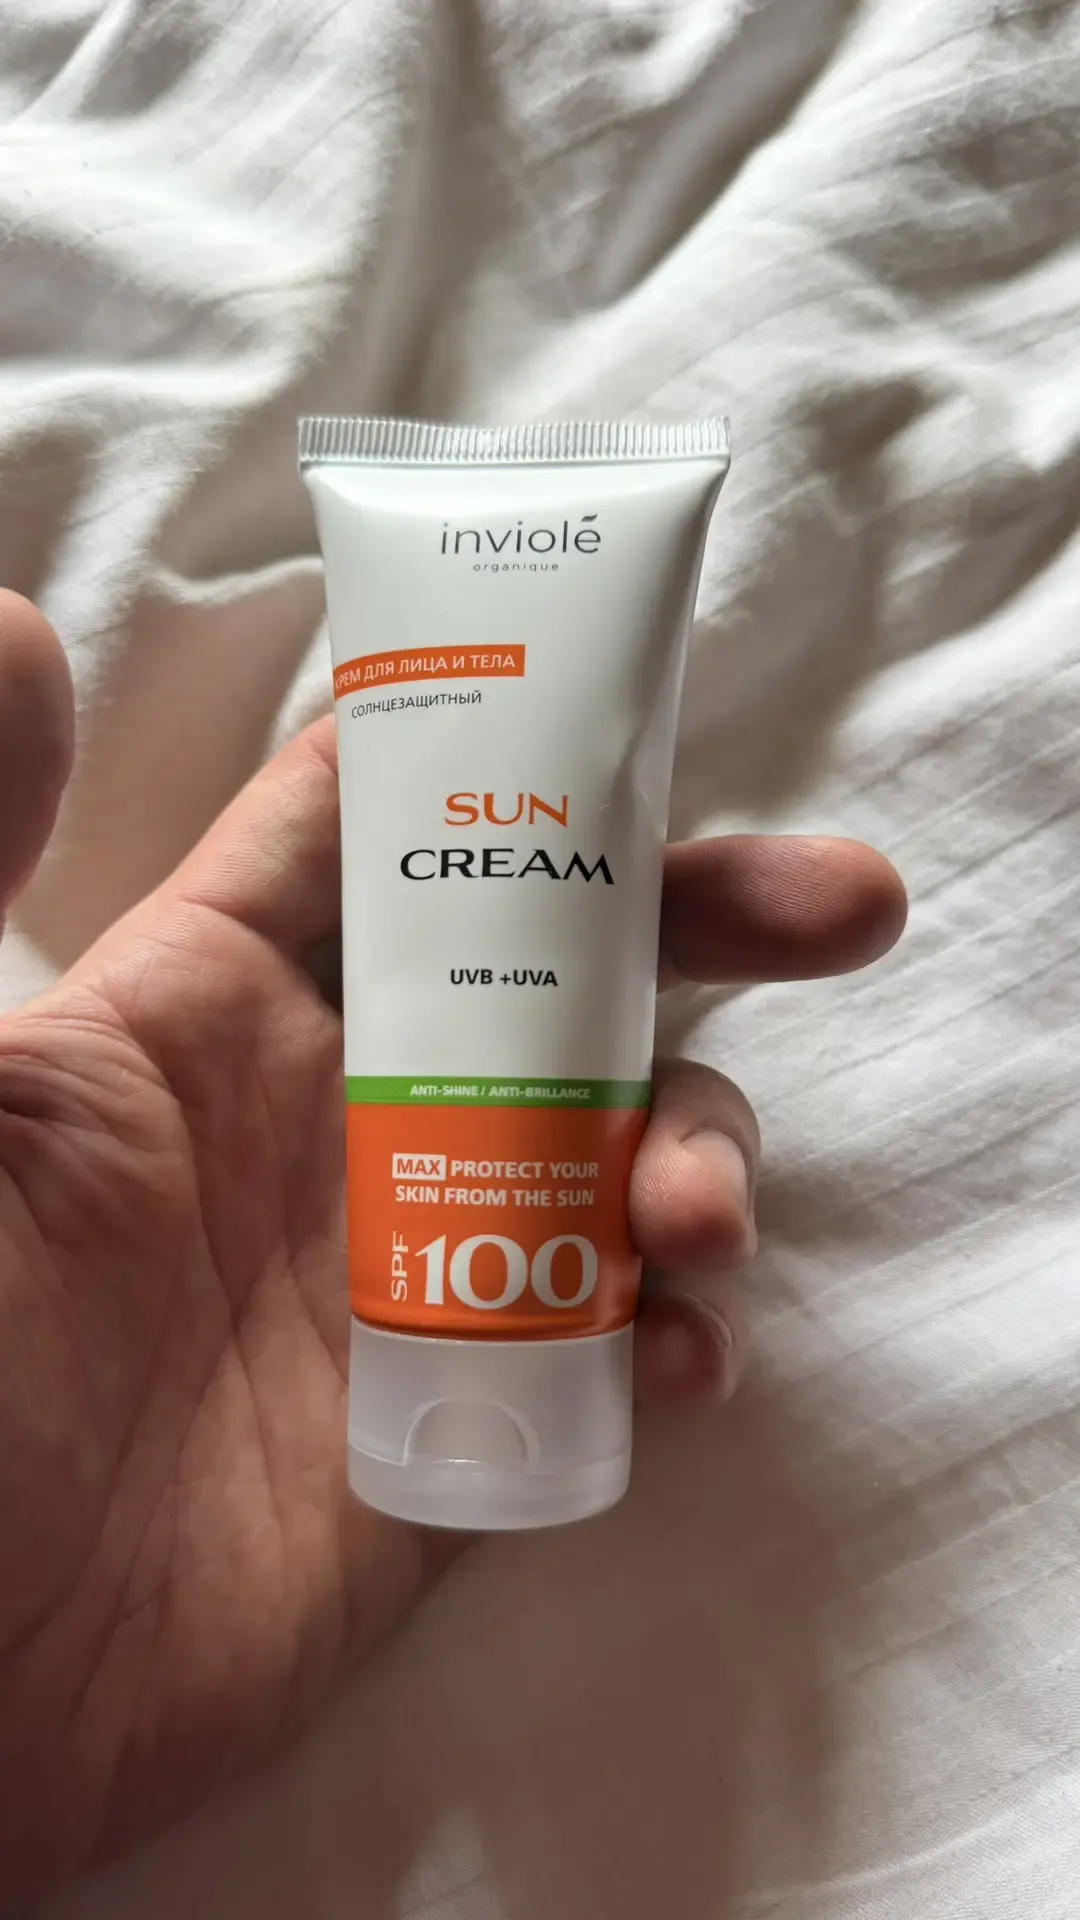 inviolé
organique
КРЕМ ДЛЯ ЛИЦА И ТЕЛА
СОЛНЦЕЗАЩИТНЫЙ
SUN
CREAM
UVB +UVA
ANTI-SHINE / ANTI-BRILLANCE
MAX PROTECT YOUR
SKIN FROM THE SUN
SPF 100